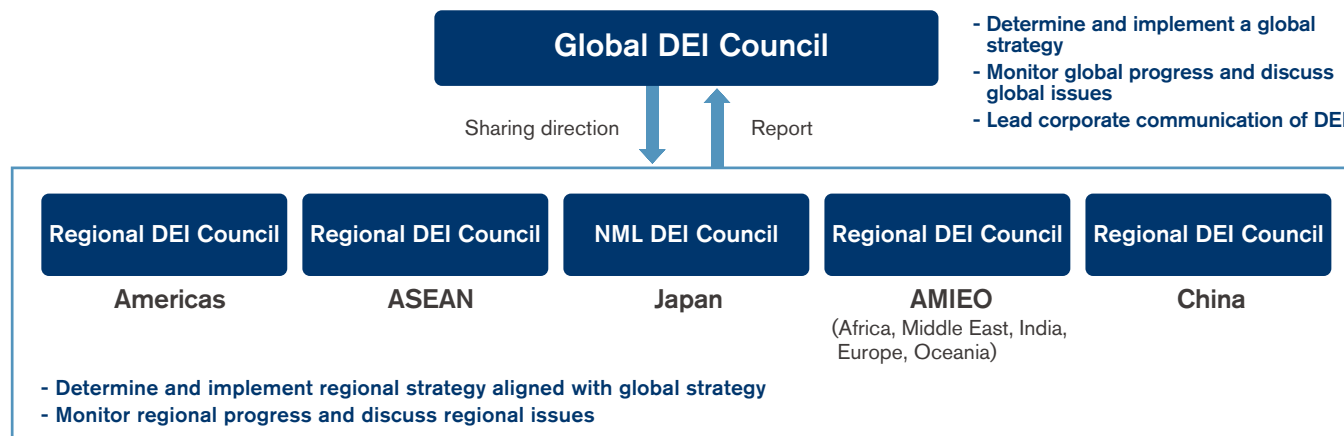 Global DEI Council
- Determine and implement a global
strategy
- Monitor global progress and discuss
global issues
- Lead corporate communication of DEI
Sharing direction
Report
Regional DEI Council
Regional DEI Council
NML DEI Council
Regional DEI Council
Regional DEI Council
Americas
ASEAN
Japan
AMIEO
China
(Africa, Middle East, India,
Europe, Oceania)
- Determine and implement regional strategy aligned with global strategy
- Monitor regional progress and discuss regional issues